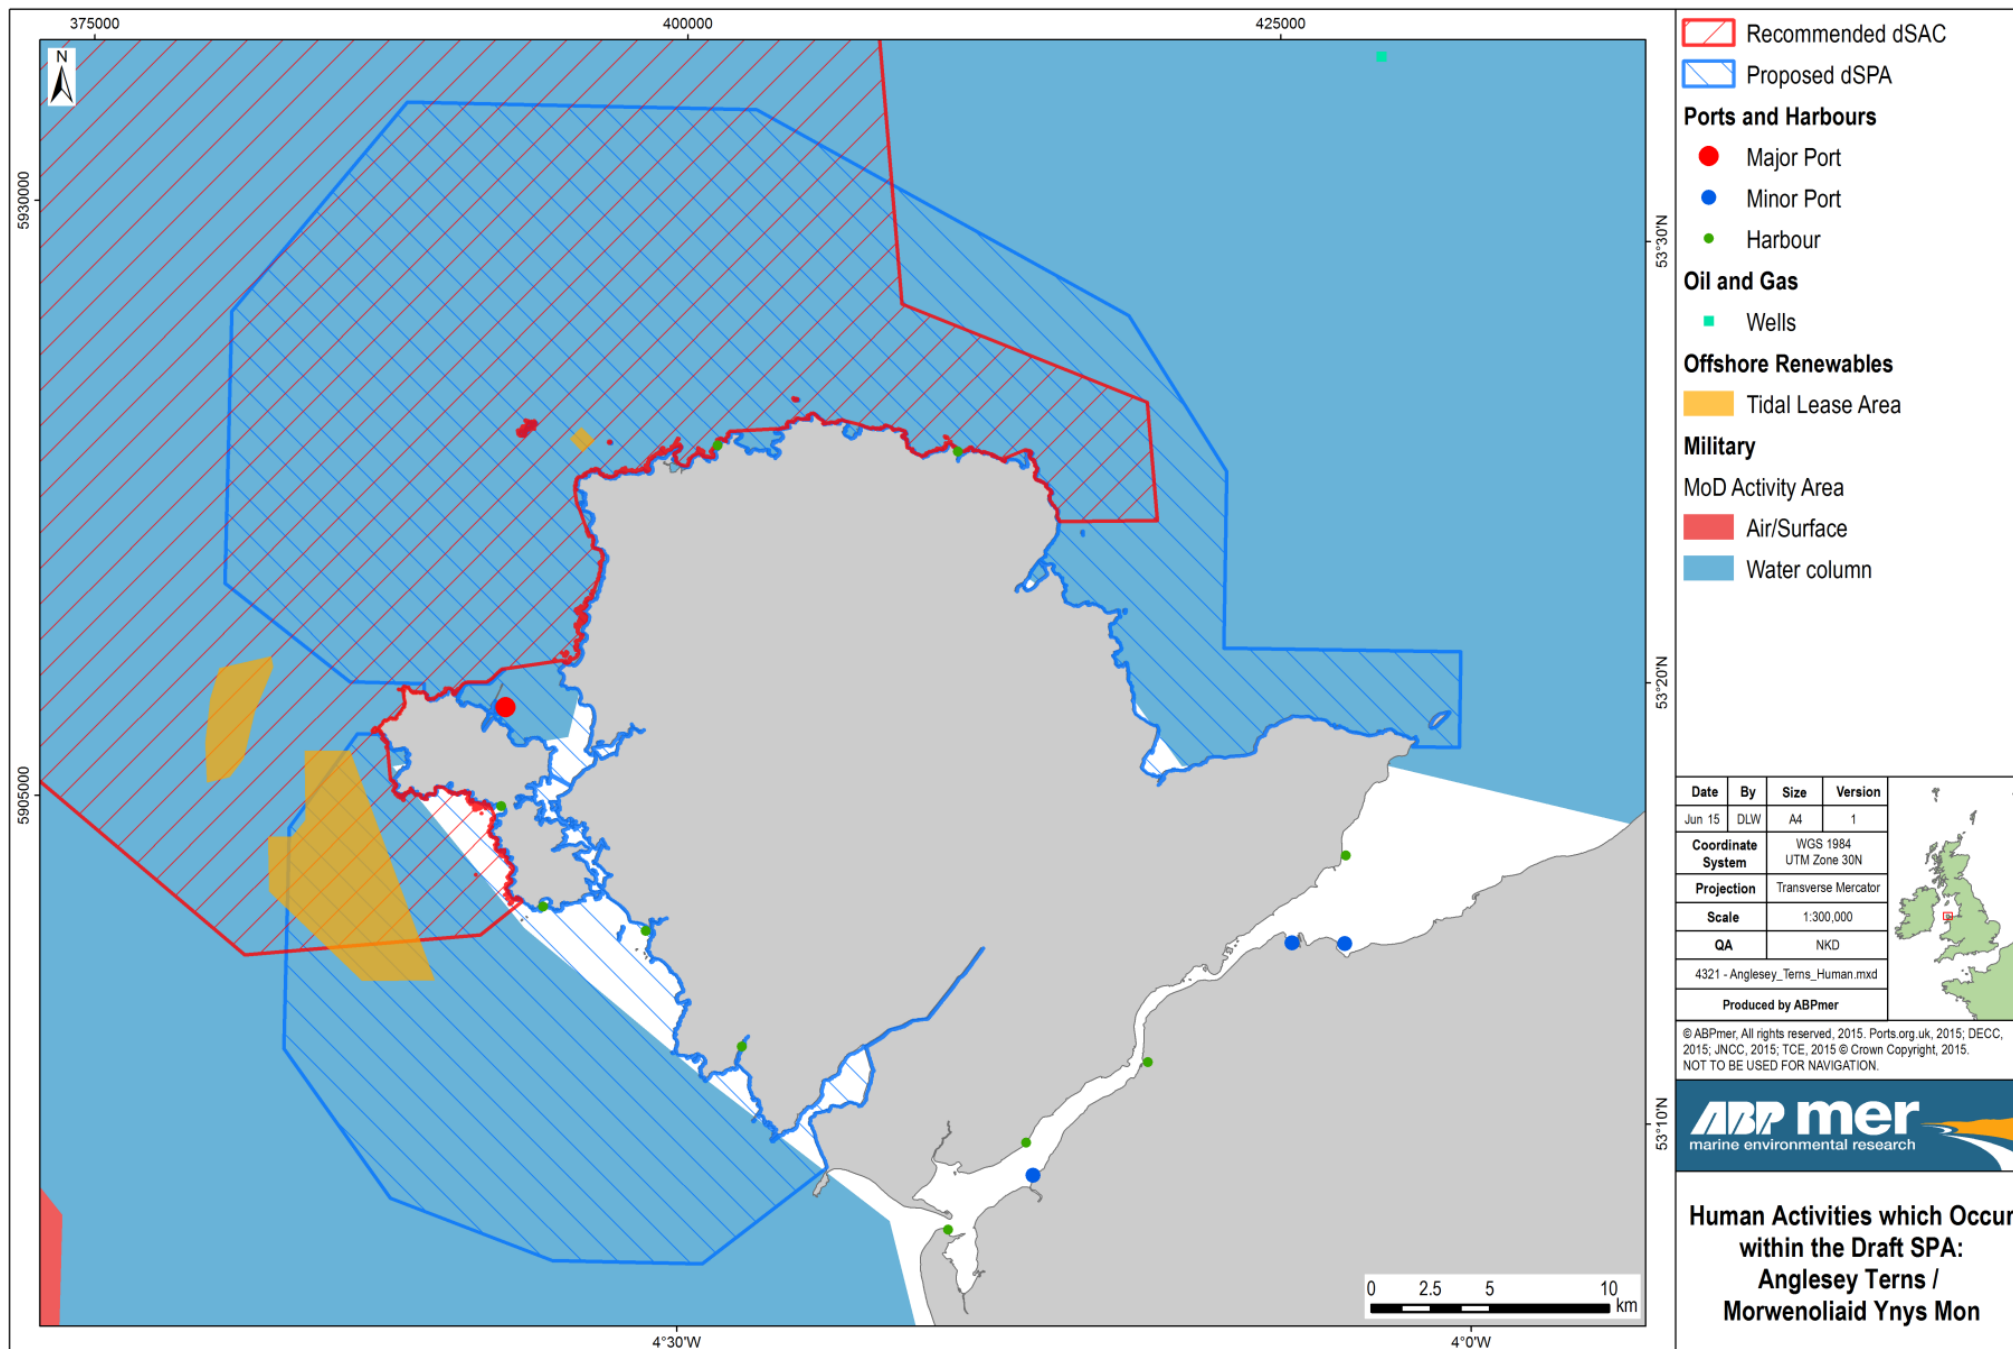 375000
400000
425000
N
5930000
5905000
53°30'N
53°20'N
53°10'N
4°30'W
4°0'W
0 2.5 5 10
km
Recommended dSAC
Proposed dSPA
Ports and Harbours
Major Port
Minor Port
Harbour
Oil and Gas
Wells
Offshore Renewables
Tidal Lease Area
Military
MoD Activity Area
Air/Surface
Water column
Date By Size Version
Jun 15 DLW A4 1
Coordinate System WGS 1984 UTM Zone 30N
Projection Transverse Mercator
Scale 1:300,000
QA NKD
4321 - Anglesey_Terns_Human.mxd
Produced by ABPmer
© ABPmer, All rights reserved, 2015. Ports.org.uk, 2015; DECC,
2015; JNCC, 2015; TCE, 2015 © Crown Copyright, 2015.
NOT TO BE USED FOR NAVIGATION.
ABP mer
marine environmental research
Human Activities which Occur
within the Draft SPA:
Anglesey Terns /
Morwenoliaid Ynys Mon